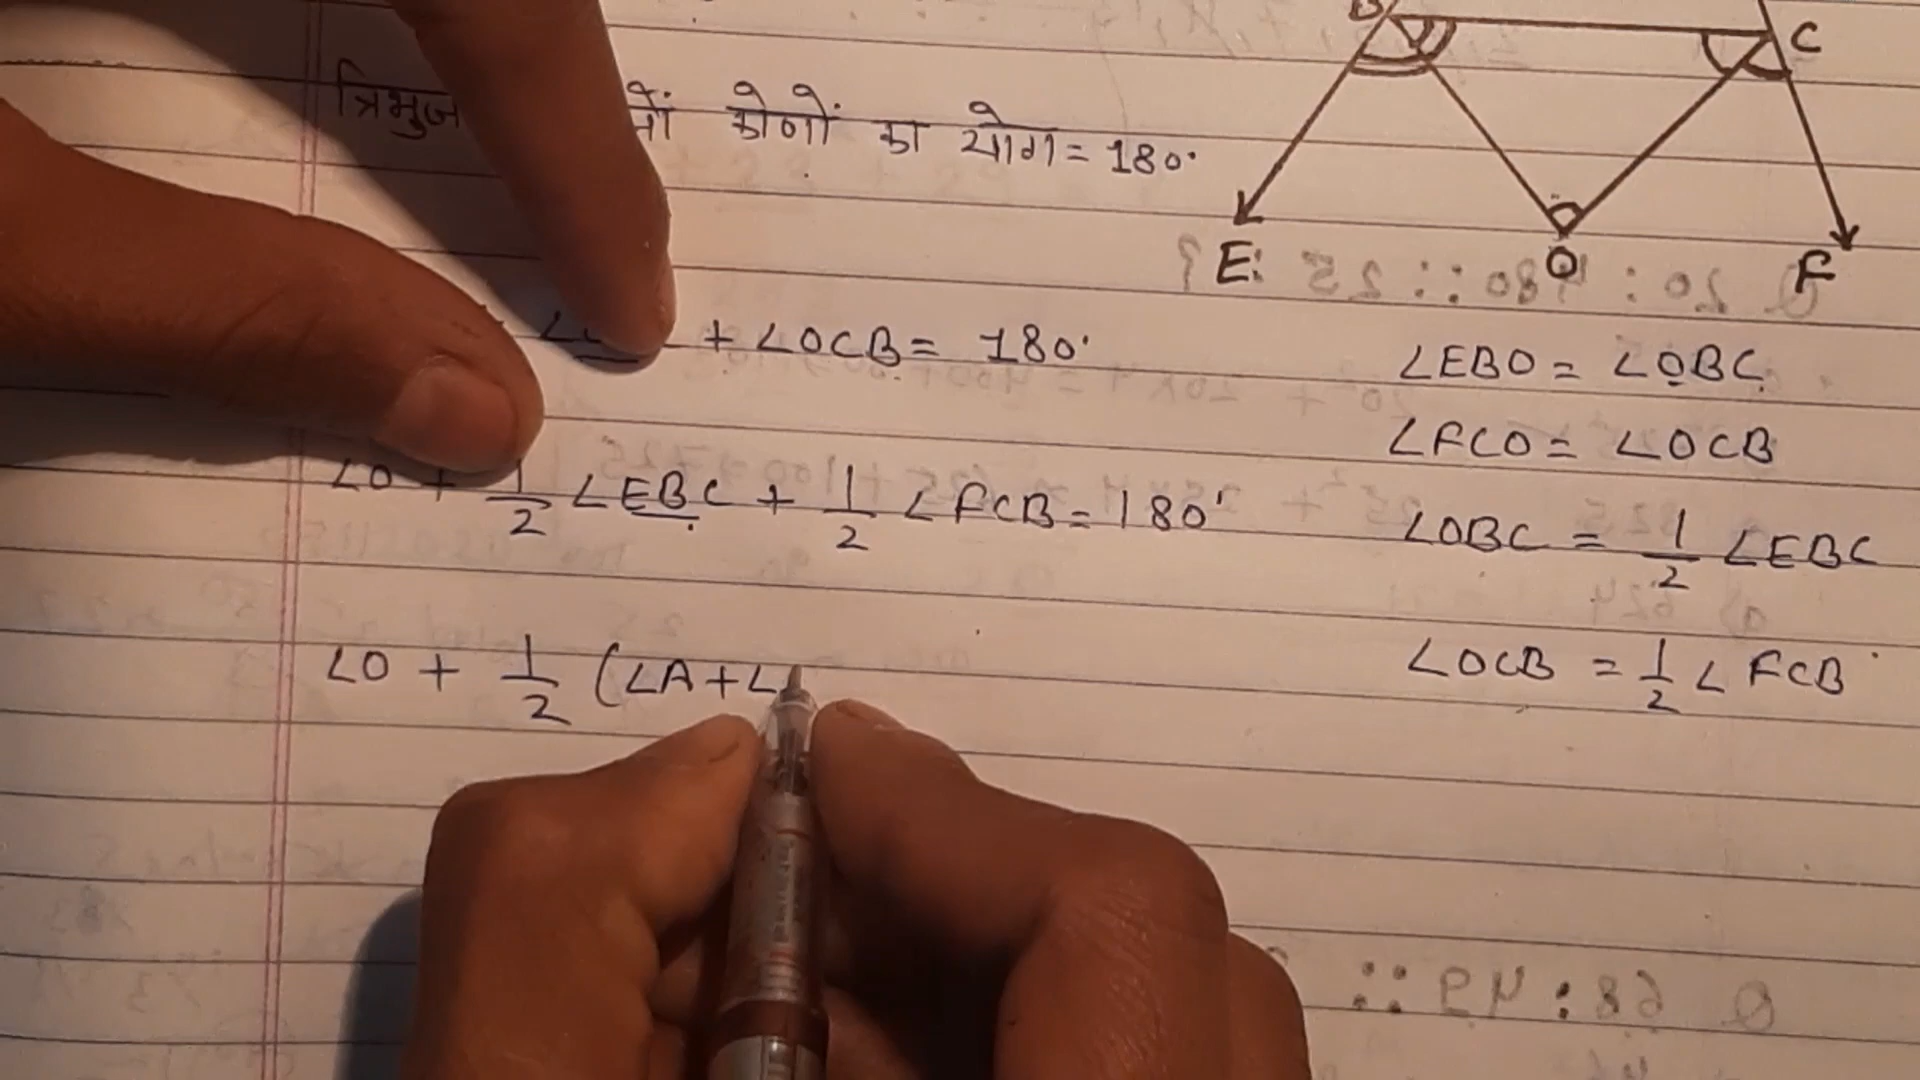 C
त्रिभुज कोणों का योग = 180°
E
O
F
+ ∠OCB = 180°
∠EBO = ∠OBC
∠FCO = ∠OCB
∠O + 1/2 ∠EBC + 1/2 ∠FCB = 180°
∠OBC = 1/2 ∠EBC
∠O + 1/2 (∠A + ∠
∠OCB = 1/2 ∠FCB